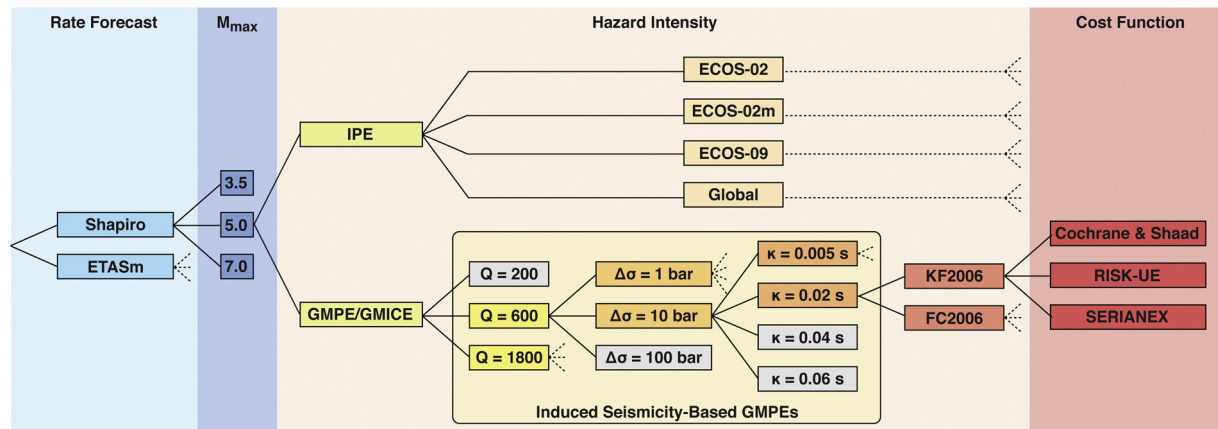 Rate Forecast
Mmax
Hazard Intensity
Cost Function
ECOS-02
ECOS-02m
IPE
ECOS-09
3.5
Global
Shapiro
5.0
Cochrane & Shaad
κ = 0.005 s
ETASm
7.0
Q = 200
Δσ = 1 bar
KF2006
RISK-UE
κ = 0.02 s
GMPE/GMICE
Q = 600
Δσ = 10 bar
FC2006
SERIANEX
κ = 0.04 s
Q = 1800
Δσ = 100 bar
κ = 0.06 s
Induced Seismicity-Based GMPEs